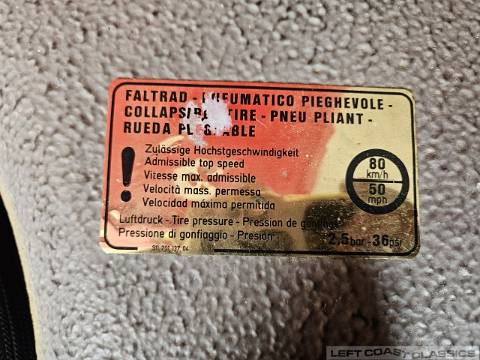 FALTRAD - PNEUMATICO PIEGHEVOLE -
COLLAPSIBLE TIRE - PNEU PLIANT -
RUEDA PLEGABLE
Zulässige Höchstgeschwindigkeit
Admissible top speed
Vitesse max. admissible
Velocità mass. permessa
Velocidad máxima permitida
!
80
km/h
50
mph
Luftdruck - Tire pressure - Pression de gonflage
Pressione di gonfiaggio - Presión
2,5 bar - 36 psi
LEFT COAST CLASSICS